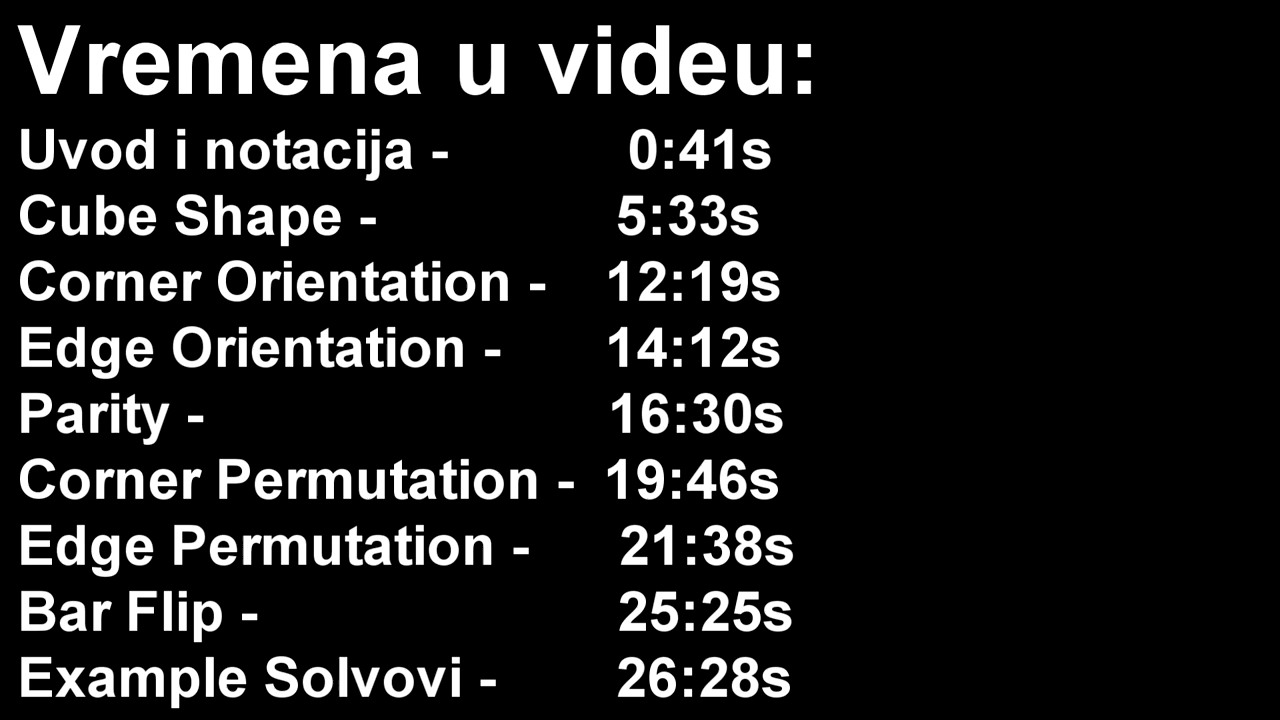 Vremena u videu:
Uvod i notacija - 0:41s
Cube Shape - 5:33s
Corner Orientation - 12:19s
Edge Orientation - 14:12s
Parity - 16:30s
Corner Permutation - 19:46s
Edge Permutation - 21:38s
Bar Flip - 25:25s
Example Solvovi - 26:28s